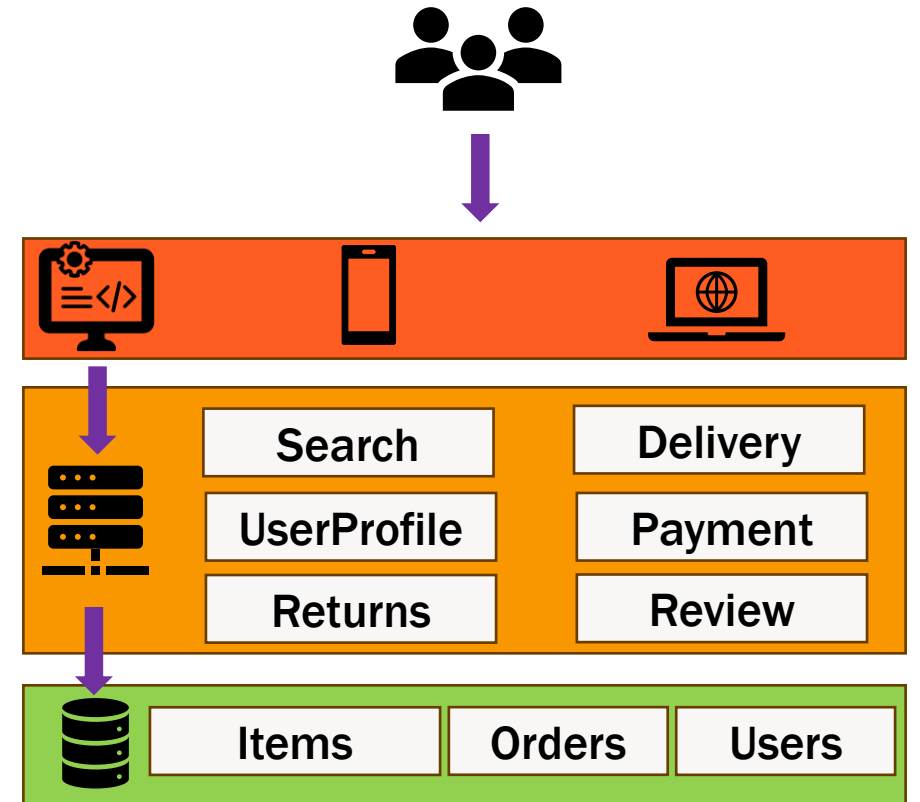 </>
Search
Delivery
UserProfile
Payment
Returns
Review
Items
Orders
Users